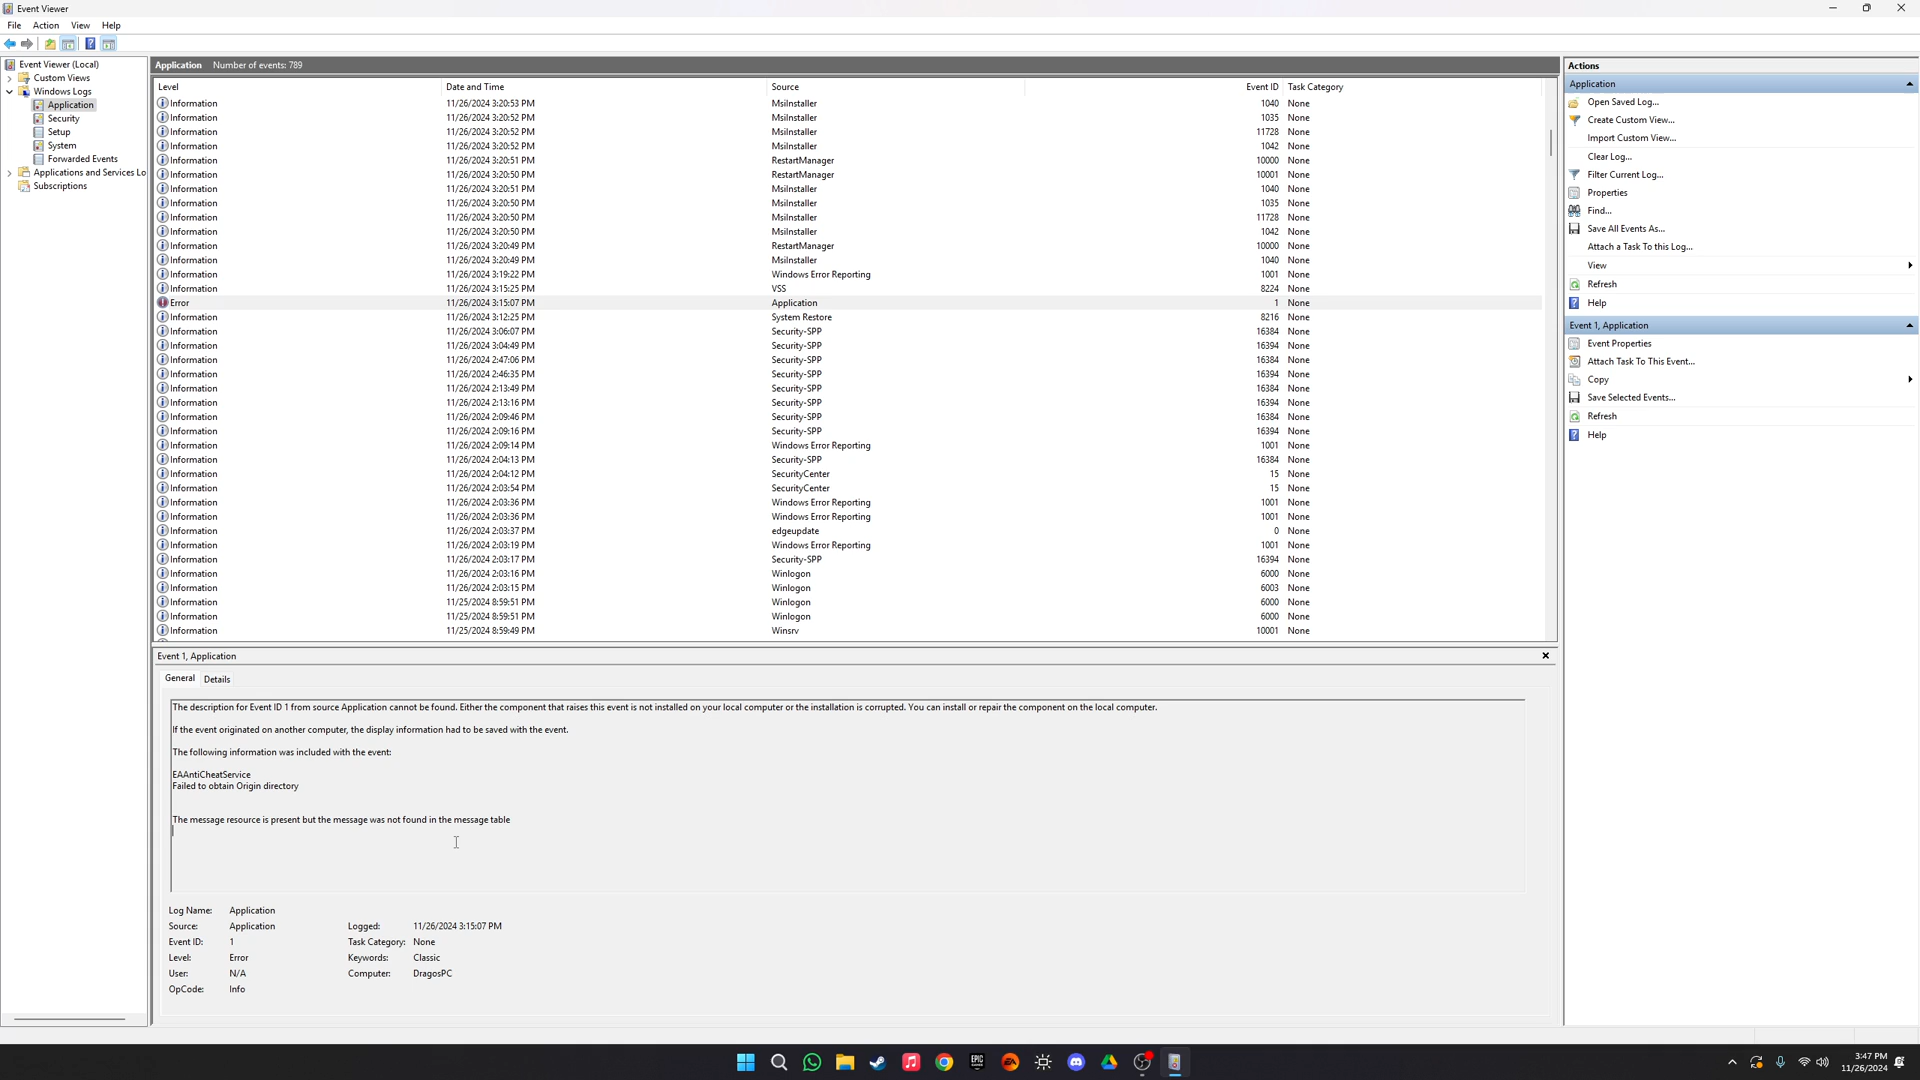 Event Viewer
File Action View Help
Event Viewer (Local)
Custom Views
Windows Logs
Application
Security
Setup
System
Forwarded Events
Applications and Services Lo
Subscriptions
Application Number of events: 789
Level Date and Time Source Event ID Task Category
Information 11/26/2024 3:20:53 PM MsiInstaller 1040 None
Information 11/26/2024 3:20:52 PM MsiInstaller 1035 None
Information 11/26/2024 3:20:52 PM MsiInstaller 11728 None
Information 11/26/2024 3:20:52 PM MsiInstaller 1042 None
Information 11/26/2024 3:20:51 PM RestartManager 10000 None
Information 11/26/2024 3:20:50 PM RestartManager 10001 None
Information 11/26/2024 3:20:51 PM MsiInstaller 1040 None
Information 11/26/2024 3:20:50 PM MsiInstaller 1035 None
Information 11/26/2024 3:20:50 PM MsiInstaller 11728 None
Information 11/26/2024 3:20:50 PM MsiInstaller 1042 None
Information 11/26/2024 3:20:49 PM RestartManager 10000 None
Information 11/26/2024 3:20:49 PM MsiInstaller 1040 None
Information 11/26/2024 3:19:22 PM Windows Error Reporting 1001 None
Information 11/26/2024 3:15:25 PM VSS 8224 None
Error 11/26/2024 3:15:07 PM Application 1 None
Information 11/26/2024 3:12:25 PM System Restore 8216 None
Information 11/26/2024 3:06:07 PM Security-SPP 16384 None
Information 11/26/2024 3:04:49 PM Security-SPP 16394 None
Information 11/26/2024 2:47:06 PM Security-SPP 16384 None
Information 11/26/2024 2:46:35 PM Security-SPP 16394 None
Information 11/26/2024 2:13:49 PM Security-SPP 16384 None
Information 11/26/2024 2:13:16 PM Security-SPP 16394 None
Information 11/26/2024 2:09:46 PM Security-SPP 16384 None
Information 11/26/2024 2:09:16 PM Security-SPP 16394 None
Information 11/26/2024 2:09:14 PM Windows Error Reporting 1001 None
Information 11/26/2024 2:04:13 PM Security-SPP 16384 None
Information 11/26/2024 2:04:12 PM SecurityCenter 15 None
Information 11/26/2024 2:03:54 PM SecurityCenter 15 None
Information 11/26/2024 2:03:36 PM Windows Error Reporting 1001 None
Information 11/26/2024 2:03:36 PM Windows Error Reporting 1001 None
Information 11/26/2024 2:03:37 PM edgeupdate 0 None
Information 11/26/2024 2:03:19 PM Windows Error Reporting 1001 None
Information 11/26/2024 2:03:17 PM Security-SPP 16394 None
Information 11/26/2024 2:03:16 PM Winlogon 6000 None
Information 11/26/2024 2:03:15 PM Winlogon 6003 None
Information 11/25/2024 8:59:51 PM Winlogon 6000 None
Information 11/25/2024 8:59:51 PM Winlogon 6000 None
Information 11/25/2024 8:59:49 PM Winsrv 10001 None
Event 1, Application
General Details
The description for Event ID 1 from source Application cannot be found. Either the component that raises this event is not installed on your local computer or the installation is corrupted. You can install or repair the component on the local computer.
If the event originated on another computer, the display information had to be saved with the event.
The following information was included with the event:
EAAntiCheatService
Failed to obtain Origin directory
The message resource is present but the message was not found in the message table
Log Name: Application
Source: Application Logged: 11/26/2024 3:15:07 PM
Event ID: 1 Task Category: None
Level: Error Keywords: Classic
User: N/A Computer: DragosPC
OpCode: Info
Actions
Application
Open Saved Log...
Create Custom View...
Import Custom View...
Clear Log...
Filter Current Log...
Properties
Find...
Save All Events As...
Attach a Task To this Log...
View
Refresh
Help
Event 1, Application
Event Properties
Attach Task To This Event...
Copy
Save Selected Events...
Refresh
Help
EPIC
EA
3:47 PM
11/26/2024